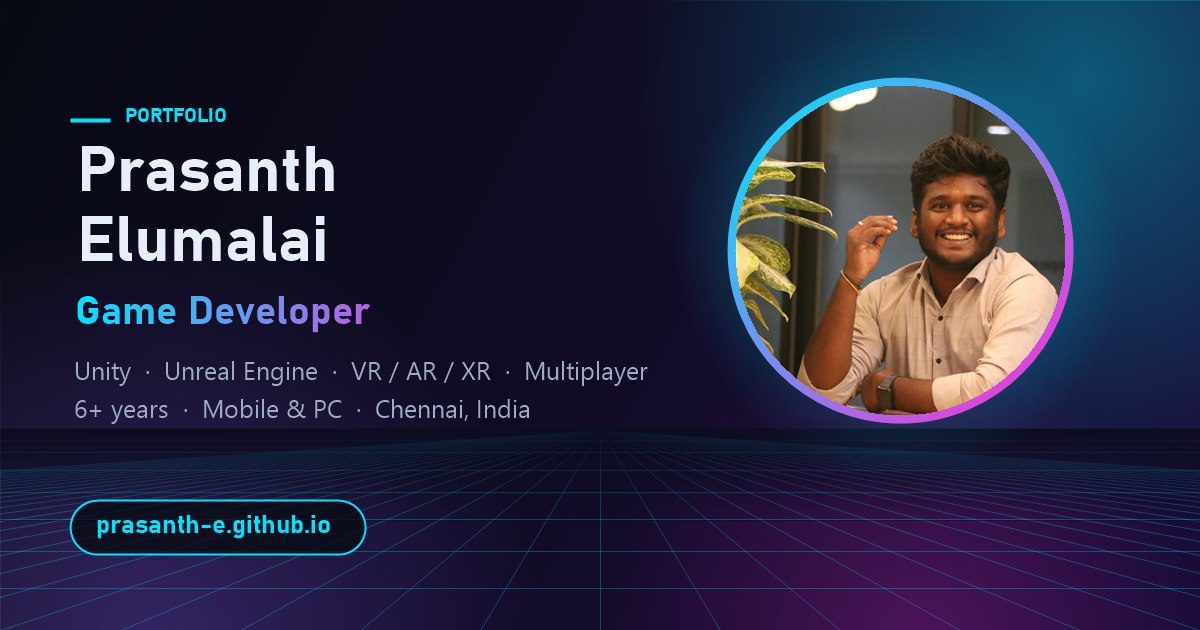 PORTFOLIO
Prasanth
Elumalai
Game Developer
Unity · Unreal Engine · VR / AR / XR · Multiplayer
6+ years · Mobile & PC · Chennai, India
prasanth-e.github.io